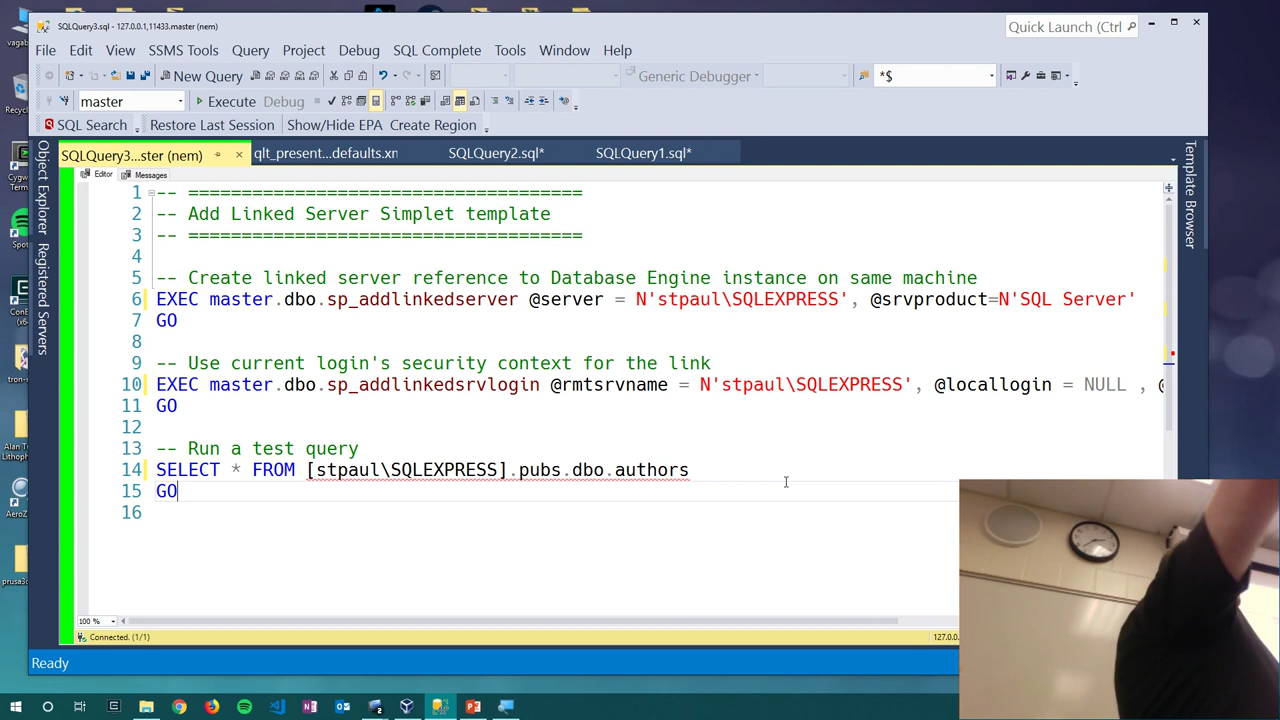 SQLQuery3.sql - 127.0.0.1,11433.master (nem)
Quick Launch (Ctrl
File Edit View SSMS Tools Query Project Debug SQL Complete Tools Window Help
New Query
Generic Debugger
*$
master
Execute Debug
SQL Search Restore Last Session Show/Hide EPA Create Region
SQLQuery3...ster (nem) qlt_present...defaults.xn SQLQuery2.sql* SQLQuery1.sql*
Editor Messages
Object Explorer
Registered Servers
Template Browser
1 -- =====================================
2 -- Add Linked Server Simplet template
3 -- =====================================
4
5 -- Create linked server reference to Database Engine instance on same machine
6 EXEC master.dbo.sp_addlinkedserver @server = N'stpaul\SQLEXPRESS', @srvproduct=N'SQL Server'
7 GO
8
9 -- Use current login's security context for the link
10 EXEC master.dbo.sp_addlinkedsrvlogin @rmtsrvname = N'stpaul\SQLEXPRESS', @locallogin = NULL , @
11 GO
12
13 -- Run a test query
14 SELECT * FROM [stpaul\SQLEXPRESS].pubs.dbo.authors
15 GO
16
100 %
Connected. (1/1)
127.0.0.
Ready